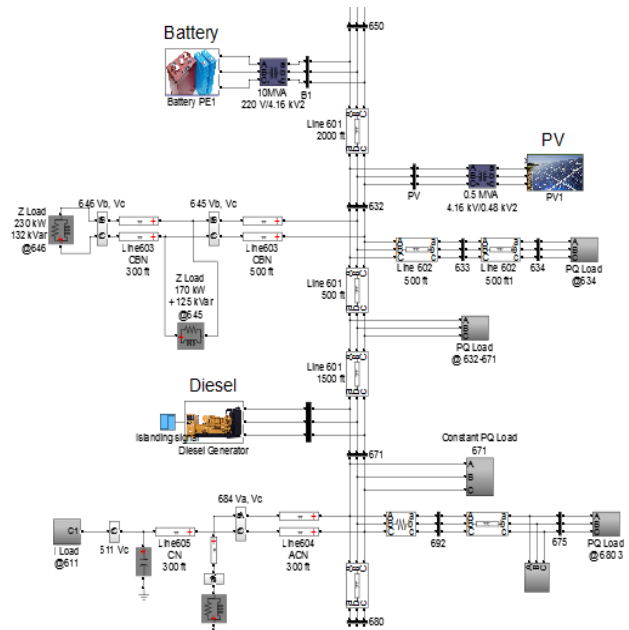 650
Battery
Battery PE1
10MVA
220 V/4.16 kV2
B1
Line 601
2000 ft
PV
PV
0.5 MVA
4.16 kV/0.48 kV2
PV1
632
646 Vb, Vc
645 Vb, Vc
Z Load
230 kW
132 kVar
@646
Line603
CBN
300 ft
Line603
CBN
500 ft
Z Load
170 kW
+125 kVar
@645
Line 602
500 ft
633
Line 602
500 ft1
634
PQ Load
@634
Line 601
500 ft
PQ Load
@ 632-671
Line 601
1500 ft
Diesel
Islanding signal
Diesel Generator
671
Constant PQ Load
671
A
B
C
684 Va, Vc
I Load
@611
C1
511 Vc
Line605
CN
300 ft
Line604
ACN
300 ft
692
675
PQ Load
@680 3
680